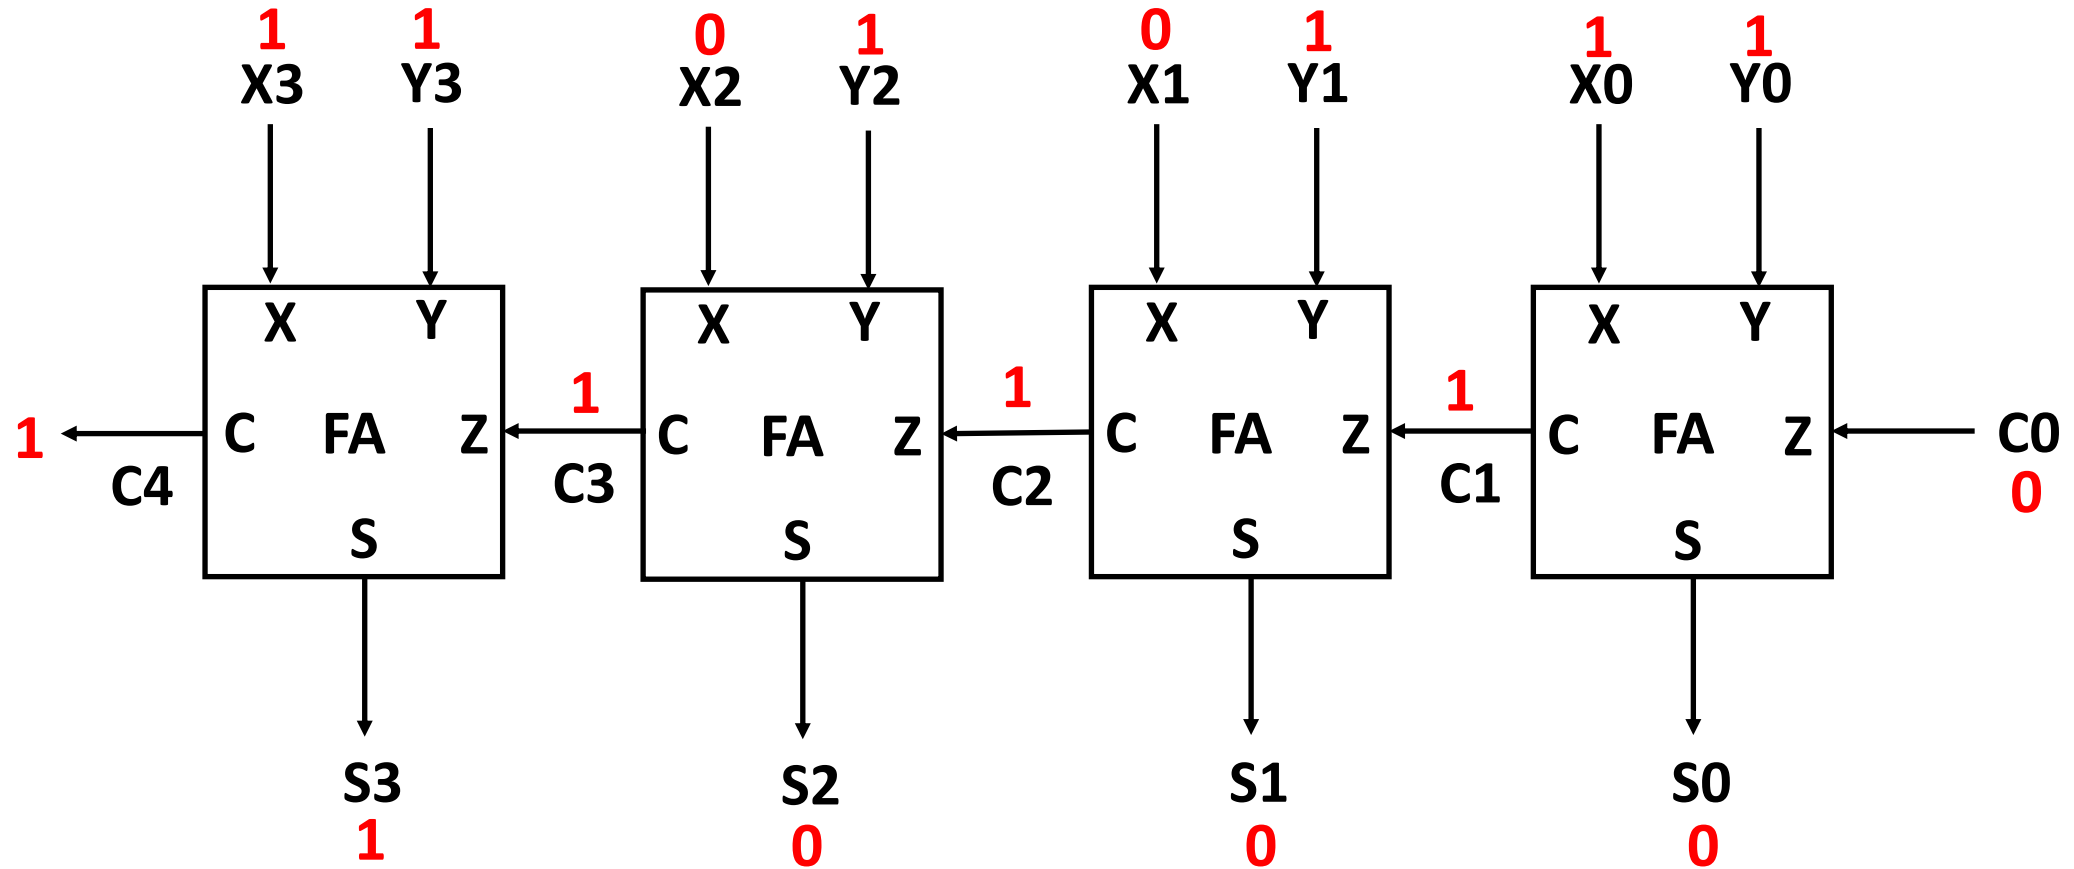 1 1 0 1 0 1 1 1
X3 Y3 X2 Y2 X1 Y1 X0 Y0
X Y X Y X Y X Y
1 1 1
1 C FA Z C FA Z C FA Z C FA Z C0
C4 C3 C2 C1 0
S S S S
S3 S2 S1 S0
1 0 0 0